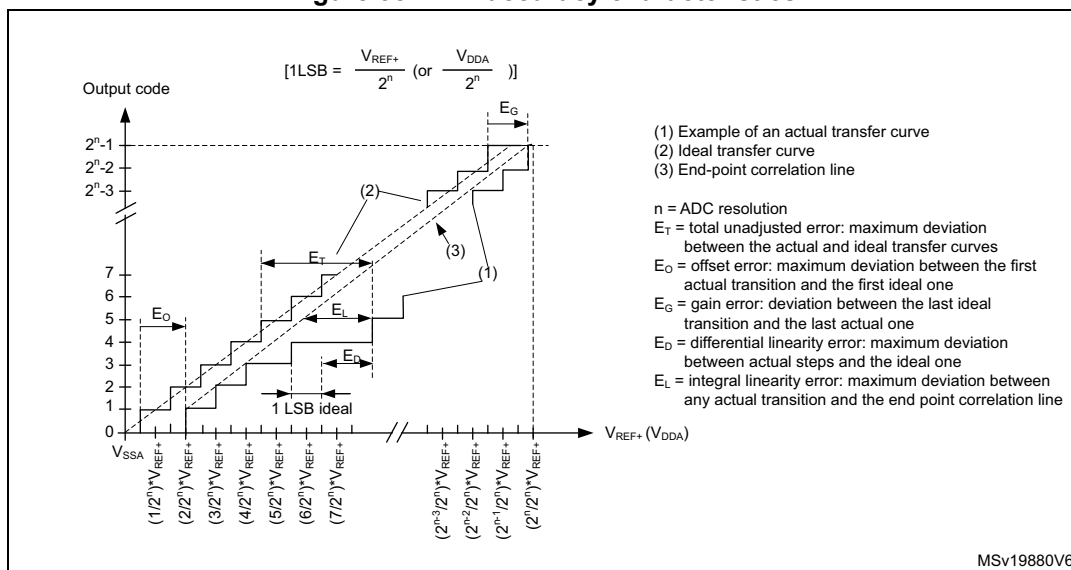 [1LSB = V_REF+ / 2^n (or V_DDA / 2^n )]
Output code
E_G
2^n-1
2^n-2
2^n-3
(2)
(3)
(1)
7
6
5
4
3
2
1
0
E_T
E_O
E_L
E_D
1 LSB ideal
V_SSA
(1/2^n)*V_REF+
(2/2^n)*V_REF+
(3/2^n)*V_REF+
(4/2^n)*V_REF+
(5/2^n)*V_REF+
(6/2^n)*V_REF+
(7/2^n)*V_REF+
(2^n-3/2^n)*V_REF+
(2^n-2/2^n)*V_REF+
(2^n-1/2^n)*V_REF+
(2^n/2^n)*V_REF+
V_REF+ (V_DDA)
(1) Example of an actual transfer curve
(2) Ideal transfer curve
(3) End-point correlation line
n = ADC resolution
E_T = total unadjusted error: maximum deviation
between the actual and ideal transfer curves
E_O = offset error: maximum deviation between the first
actual transition and the first ideal one
E_G = gain error: deviation between the last ideal
transition and the last actual one
E_D = differential linearity error: maximum deviation
between actual steps and the ideal one
E_L = integral linearity error: maximum deviation between
any actual transition and the end point correlation line
MSv19880V6